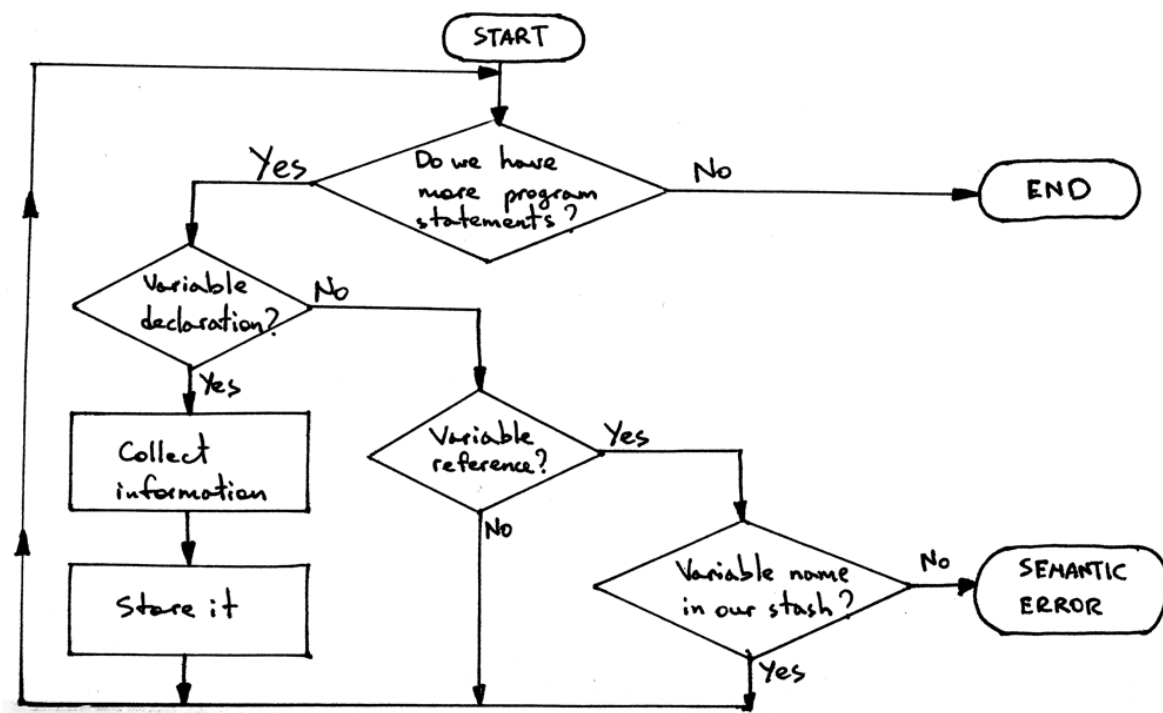 START
Do we have
more program
statements?
Yes
No
END
Variable
declaration?
No
Yes
Collect
information
Variable
reference?
Yes
No
Store it
Variable name
in our stash?
No
SEMANTIC
ERROR
Yes